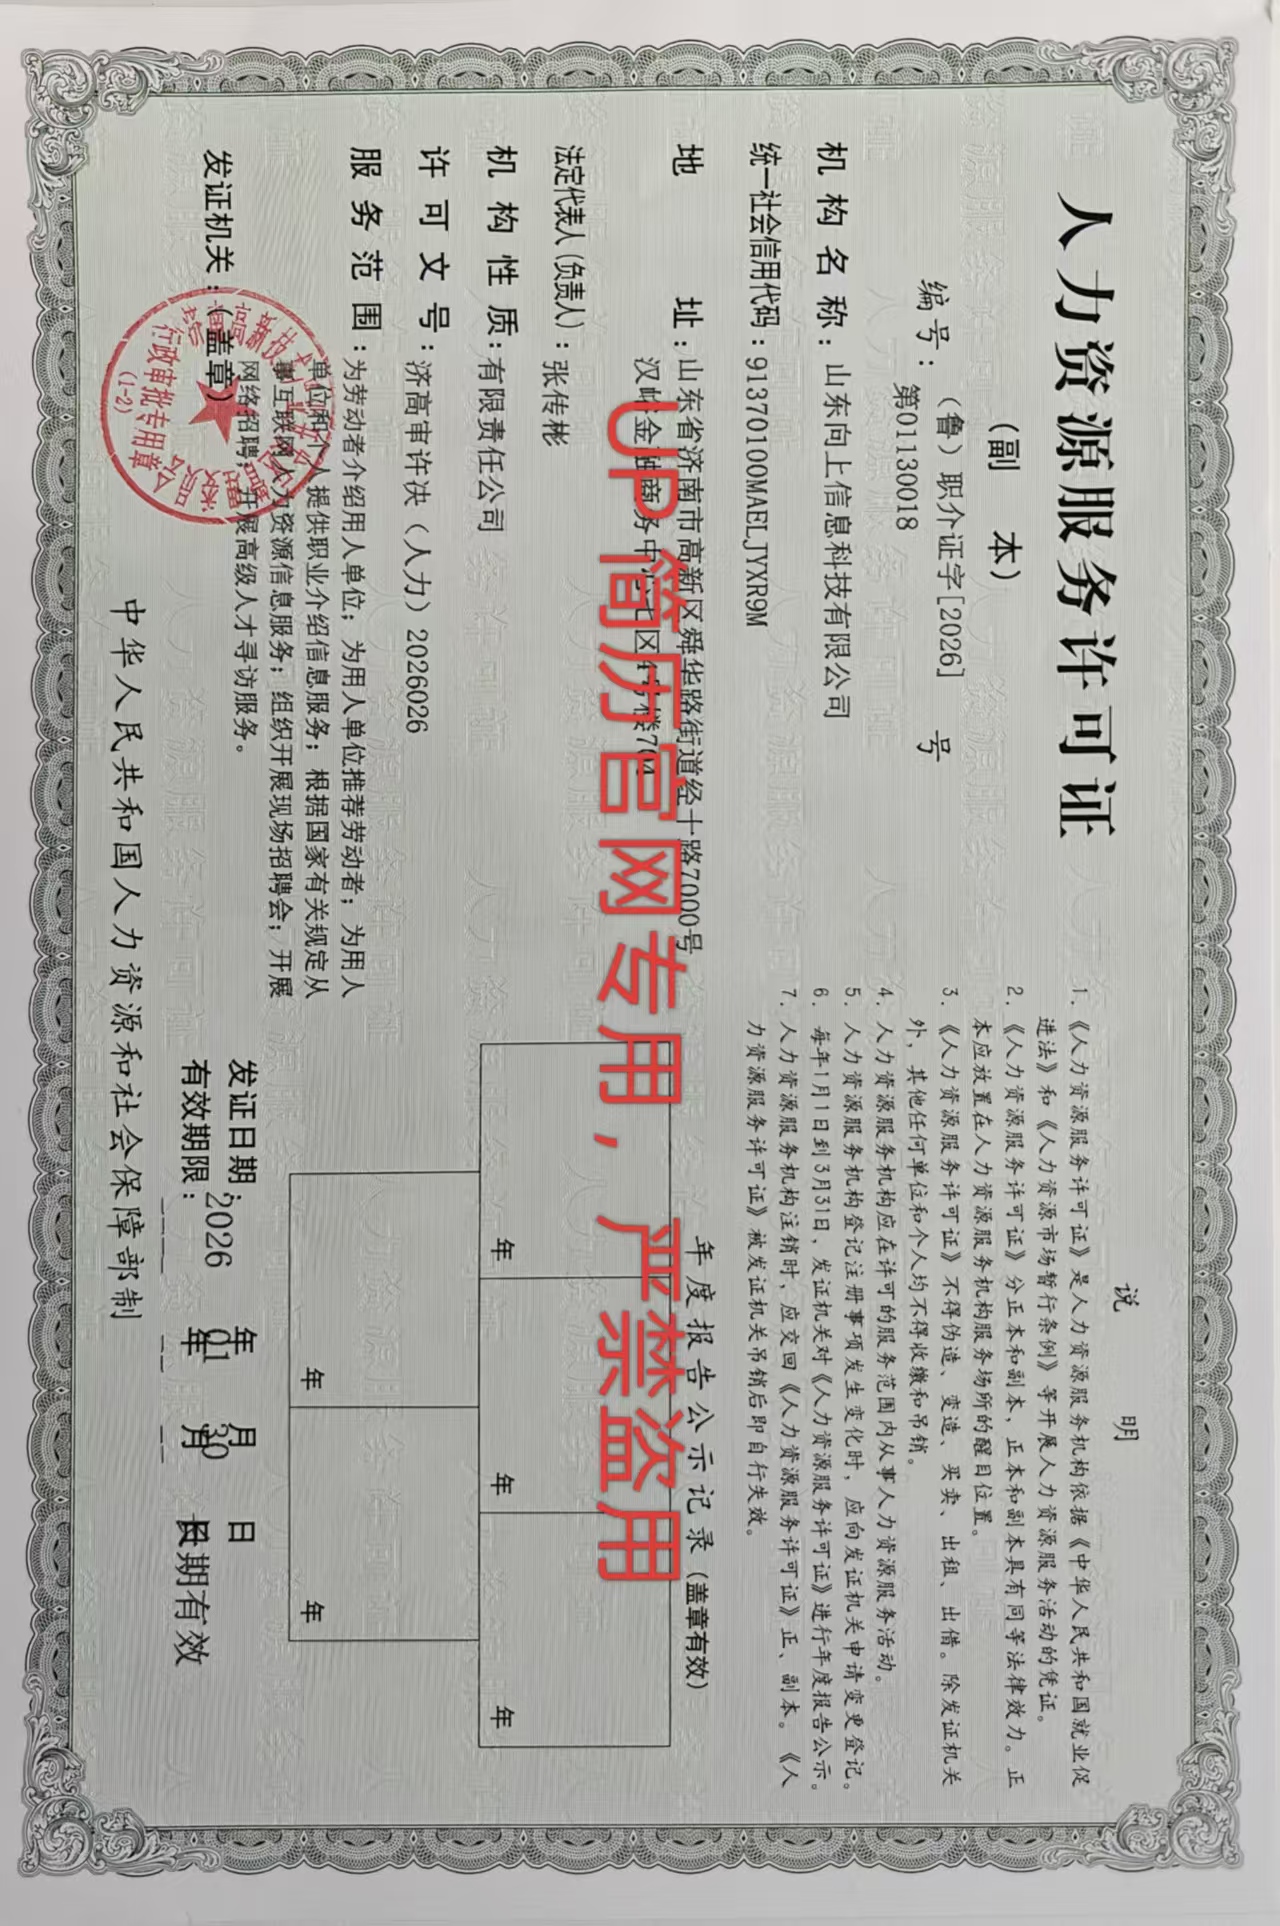 人力资源服务许可证
（副 本）
编号：
（鲁）职介证字[2026]
第01130018
号
机构名称：山东向上信息科技有限公司
统一社会信用代码：91370100MAELJYXR9M
地 址：山东省济南市高新区舜华路街道经十路7000号
汉峪金融商务中心七区
法定代表人（负责人）：张传彬
机构性质：有限责任公司
许可文号：济高审许决（人力）2026026
服务范围：为劳动者介绍用人单位；为用人单位推荐劳动者；为用人
单位和个人提供职业介绍信息服务；根据国家有关规定从
事互联网人力资源信息服务；组织开展现场招聘会；开展
网络招聘；开展高级人才寻访服务。
发证机关：（盖章）
行政审批专用章
(1-2)
中华人民共和国人力资源和社会保障部制
说 明
1.《人力资源服务许可证》是人力资源服务机构依据《中华人民共和国就业促
进法》和《人力资源市场暂行条例》等开展人力资源服务活动的凭证。
2.《人力资源服务许可证》分正本和副本，正本和副本具有同等法律效力。正
本应放置在人力资源服务机构服务场所的醒目位置。
3.《人力资源服务许可证》不得伪造、变造、买卖、出租、出借。除发证机关
外，其他任何单位和个人均不得收缴和吊销。
4.人力资源服务机构应在许可的服务范围内从事人力资源服务活动。
5.人力资源服务机构登记注册事项发生变化时，应向发证机关申请变更登记。
6.每年1月1日到3月31日，发证机关对《人力资源服务许可证》进行年度报告公示。
7.人力资源服务机构注销时，应交回《人力资源服务许可证》正、副本。《人
力资源服务许可证》被发证机关吊销后即自行失效。
年度报告公示记录（盖章有效）
年 年 年
年 年
发证日期：2026 年 01 月 30 日
有效期限： 年 月 日 长期有效
UP简历官网专用，严禁盗用